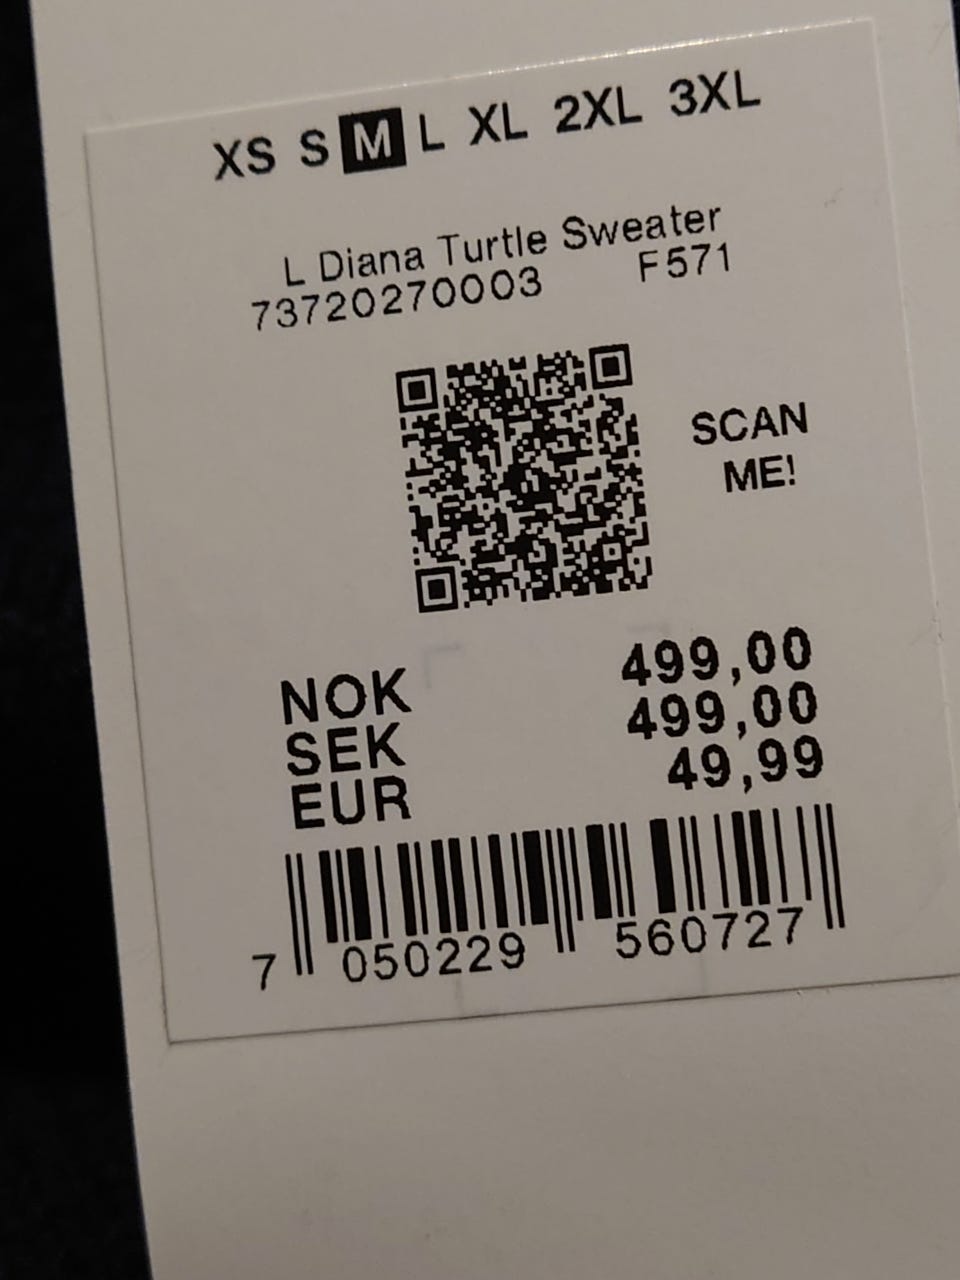 XS S M L XL 2XL 3XL
L Diana Turtle Sweater
73720270003 F571
SCAN
ME!
NOK 499,00
SEK 499,00
EUR 49,99
7 050229 560727